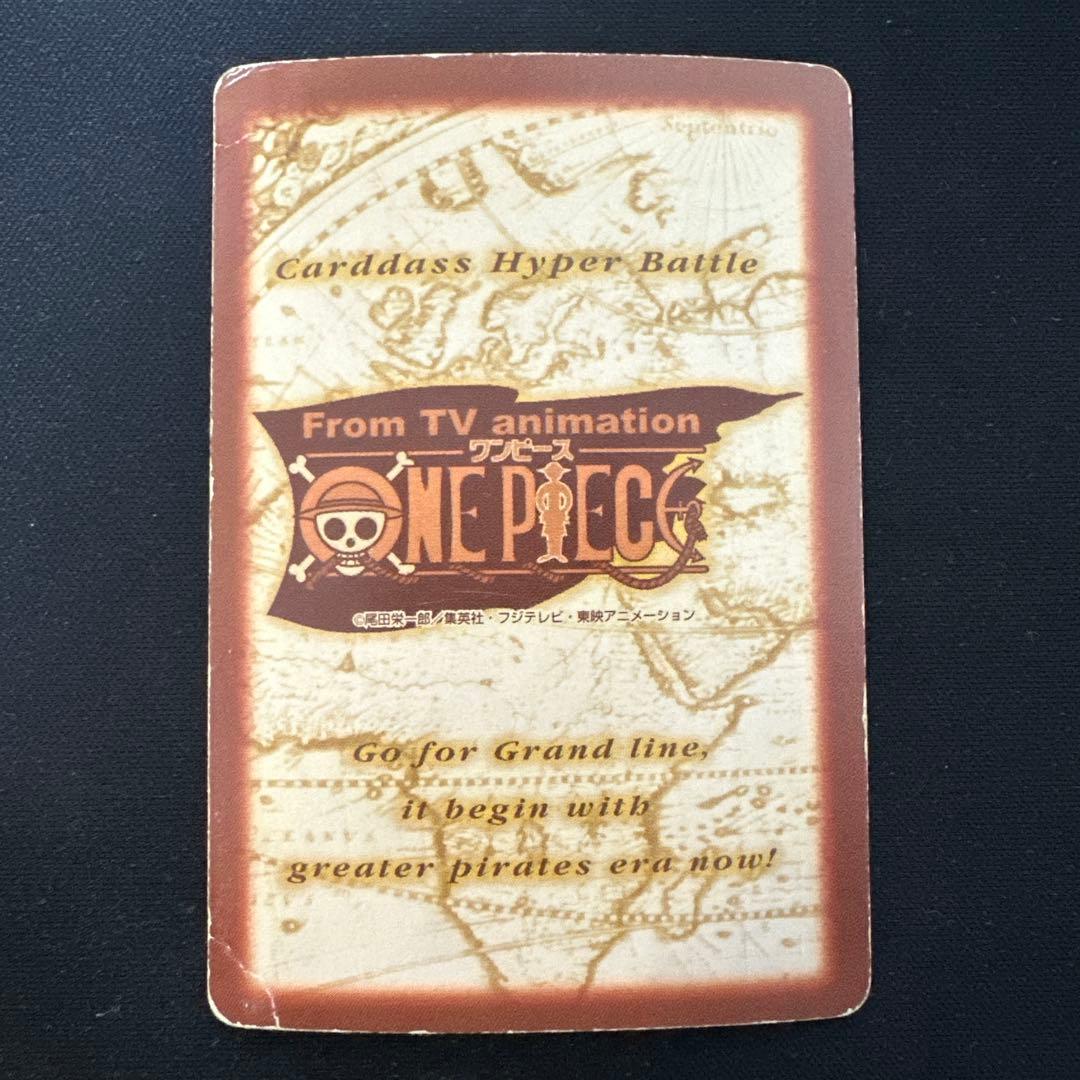 Septentrio
Carddass Hyper Battle
From TV animation
ワンピース
ONE PIECE
©尾田栄一郎／集英社・フジテレビ・東映アニメーション
Go for Grand line,
it begin with
greater pirates era now!